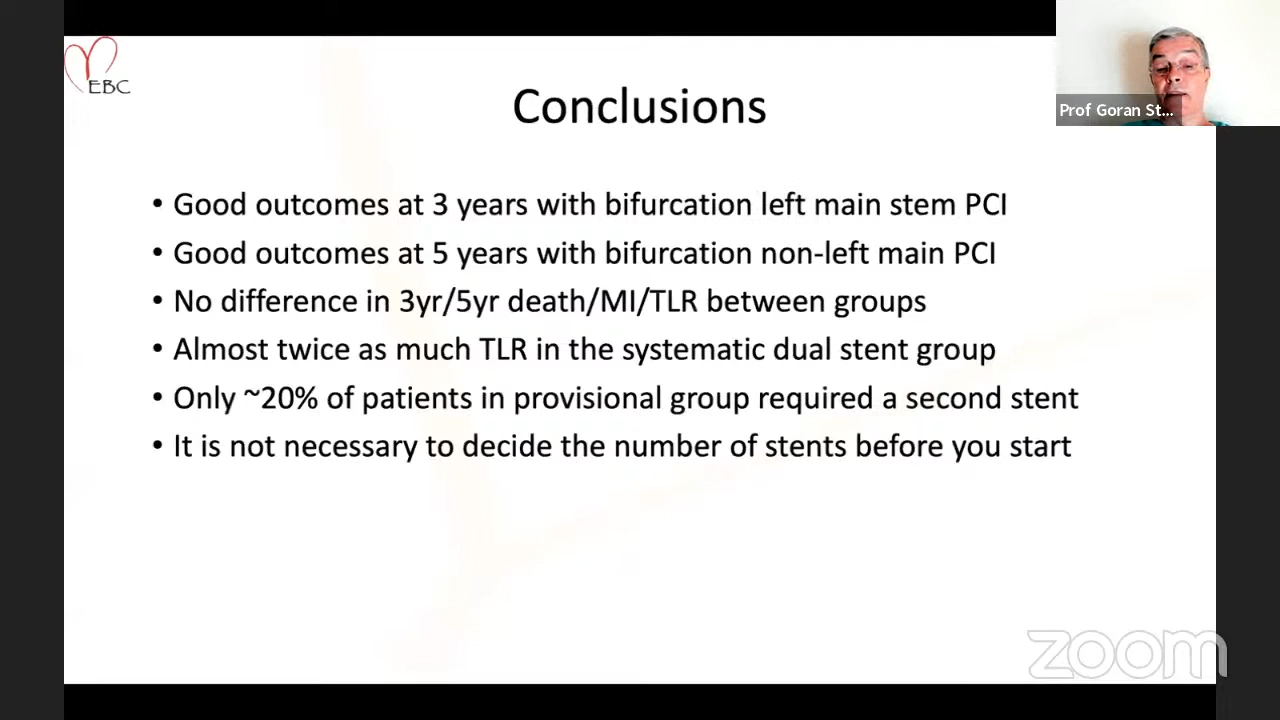 EBC
Conclusions
Prof Goran St...
• Good outcomes at 3 years with bifurcation left main stem PCI
• Good outcomes at 5 years with bifurcation non-left main PCI
• No difference in 3yr/5yr death/MI/TLR between groups
• Almost twice as much TLR in the systematic dual stent group
• Only ~20% of patients in provisional group required a second stent
• It is not necessary to decide the number of stents before you start
zoom